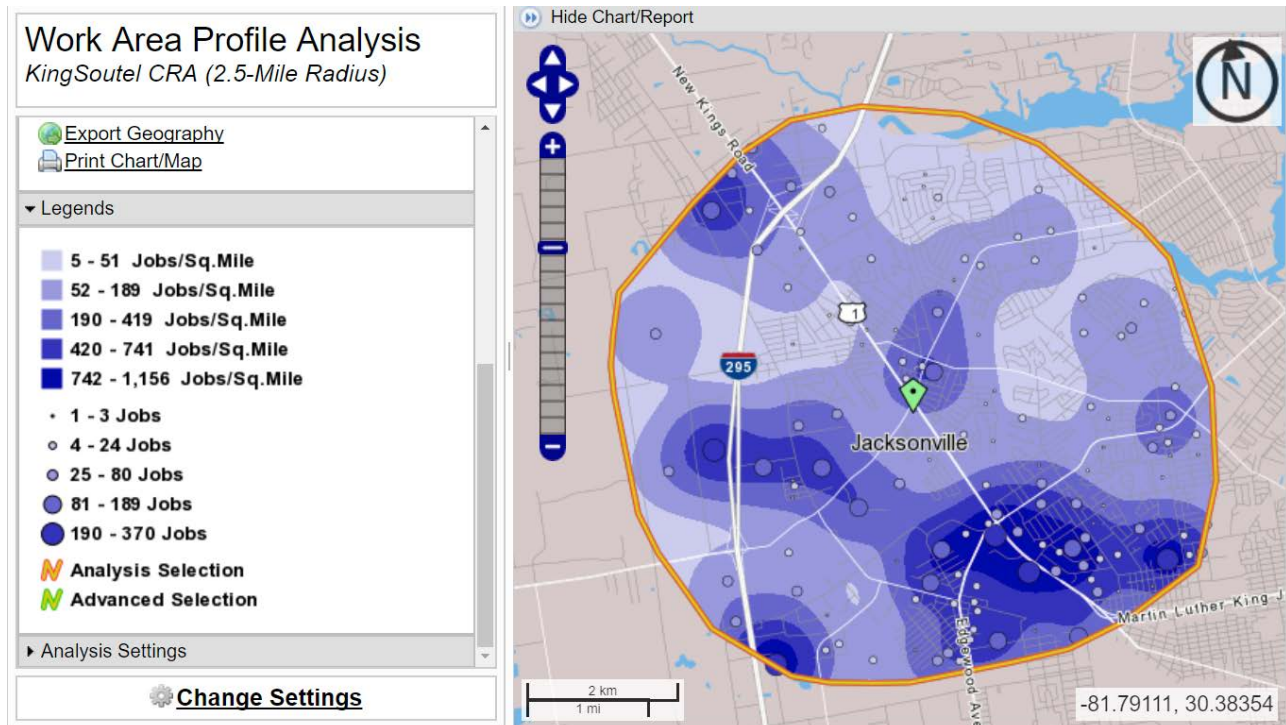 Work Area Profile Analysis
KingSoutel CRA (2.5-Mile Radius)
Export Geography
Print Chart/Map
Legends
5 - 51 Jobs/Sq.Mile
52 - 189 Jobs/Sq.Mile
190 - 419 Jobs/Sq.Mile
420 - 741 Jobs/Sq.Mile
742 - 1,156 Jobs/Sq.Mile
1 - 3 Jobs
4 - 24 Jobs
25 - 80 Jobs
81 - 189 Jobs
190 - 370 Jobs
Analysis Selection
Advanced Selection
Analysis Settings
Change Settings
Hide Chart/Report
N
New Kings Road
1
295
Jacksonville
Martin Luther King J
Edgewood Ave
2 km
1 mi
-81.79111, 30.38354